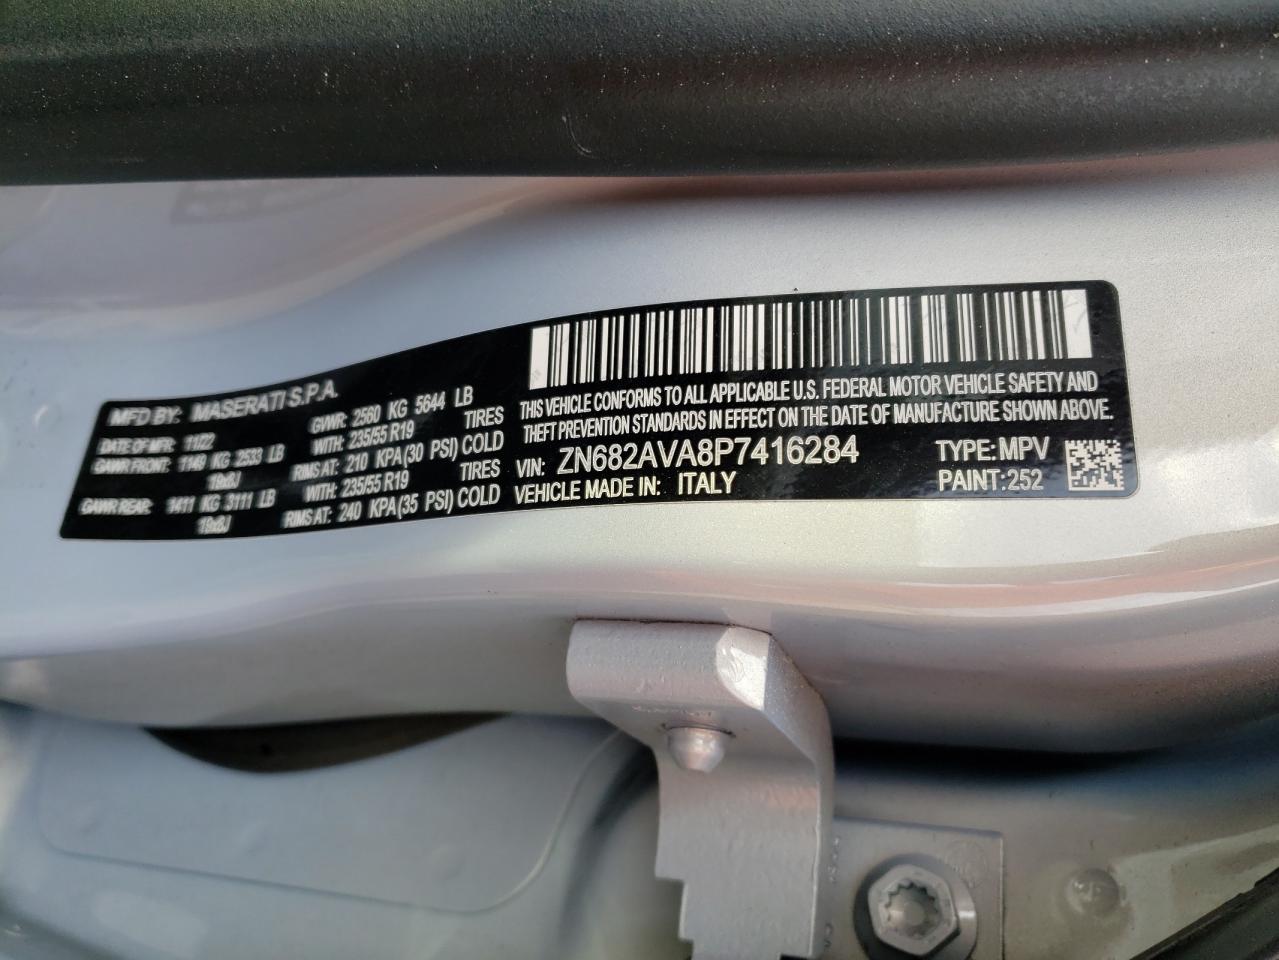 MFD BY: MASERATI S.P.A.
DATE OF MFR: 11/22 GVWR: 2560 KG 5644 LB
GAWR FRONT: 1149 KG 2533 LB WITH: 235/55 R19 TIRES
19x8J RIMS AT: 210 KPA(30 PSI) COLD
GAWR REAR: 1411 KG 3111 LB WITH: 235/55 R19 TIRES
19x8J RIMS AT: 240 KPA(35 PSI) COLD
THIS VEHICLE CONFORMS TO ALL APPLICABLE U.S. FEDERAL MOTOR VEHICLE SAFETY AND
THEFT PREVENTION STANDARDS IN EFFECT ON THE DATE OF MANUFACTURE SHOWN ABOVE.
VIN: ZN682AVA8P7416284 TYPE: MPV
VEHICLE MADE IN: ITALY PAINT: 252